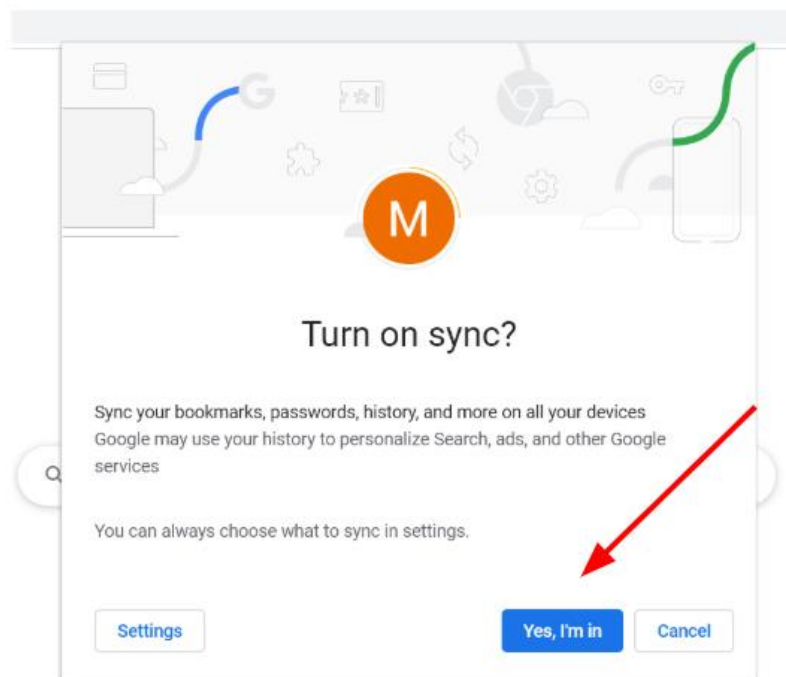 M
Turn on sync?
Sync your bookmarks, passwords, history, and more on all your devices
Google may use your history to personalize Search, ads, and other Google
services
You can always choose what to sync in settings.
Settings
Yes, I'm in
Cancel